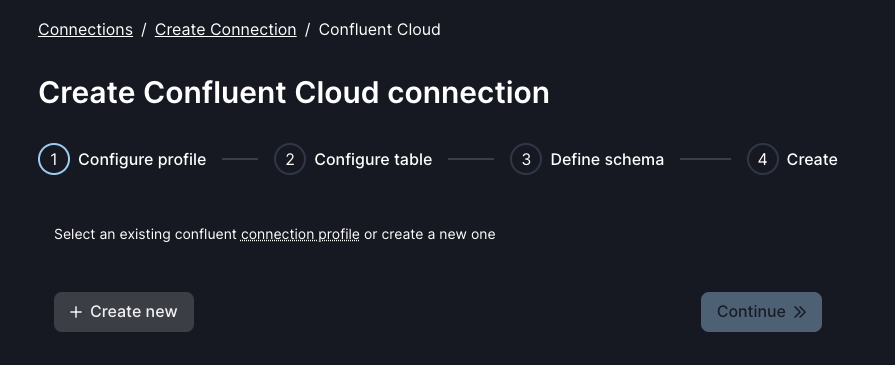 Connections / Create Connection / Confluent Cloud
Create Confluent Cloud connection
1 Configure profile 2 Configure table 3 Define schema 4 Create
Select an existing confluent connection profile or create a new one
+ Create new Continue »